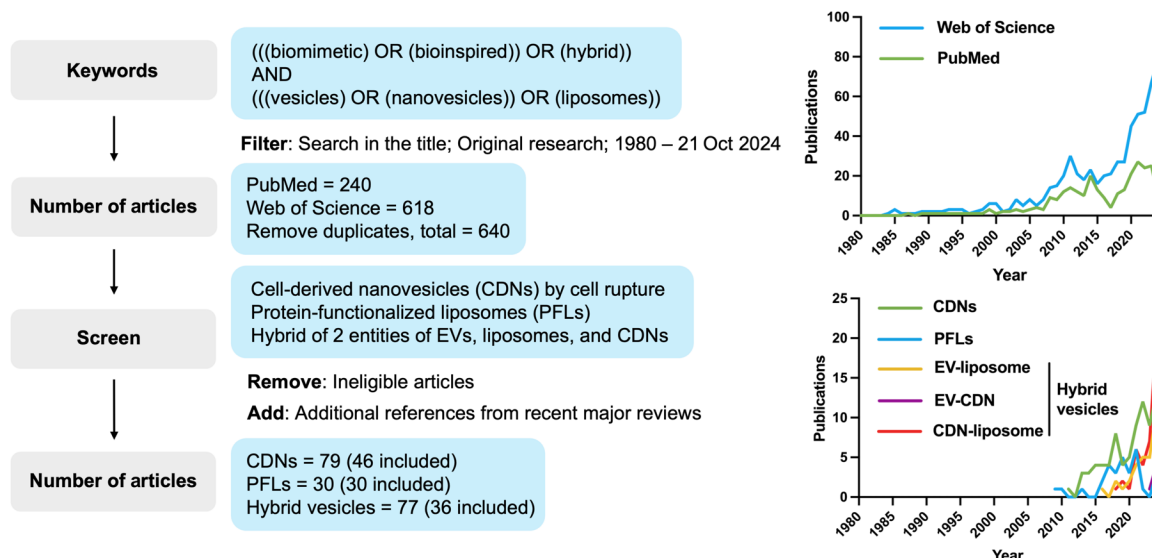 Keywords
(((biomimetic) OR (bioinspired)) OR (hybrid))
AND
(((vesicles) OR (nanovesicles)) OR (liposomes))
Filter: Search in the title; Original research; 1980 – 21 Oct 2024
Number of articles
PubMed = 240
Web of Science = 618
Remove duplicates, total = 640
Screen
Cell-derived nanovesicles (CDNs) by cell rupture
Protein-functionalized liposomes (PFLs)
Hybrid of 2 entities of EVs, liposomes, and CDNs
Remove: Ineligible articles
Add: Additional references from recent major reviews
Number of articles
CDNs = 79 (46 included)
PFLs = 30 (30 included)
Hybrid vesicles = 77 (36 included)
Publications
100
80
60
40
20
0
Web of Science
PubMed
1980
1985
1990
1995
2000
2005
2010
2015
2020
Year
Publications
25
20
15
10
5
0
CDNs
PFLs
EV-liposome
EV-CDN
CDN-liposome
Hybrid
vesicles
1980
1985
1990
1995
2000
2005
2010
2015
2020
Year